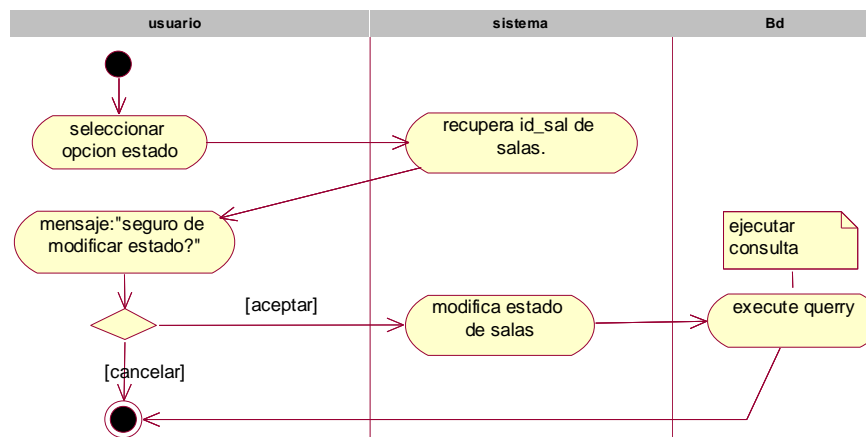 usuario
sistema
Bd
seleccionar
opcion estado
recupera id_sal de
salas.
mensaje:"seguro de
modificar estado?"
ejecutar
consulta
[aceptar]
modifica estado
de salas
execute querry
[cancelar]